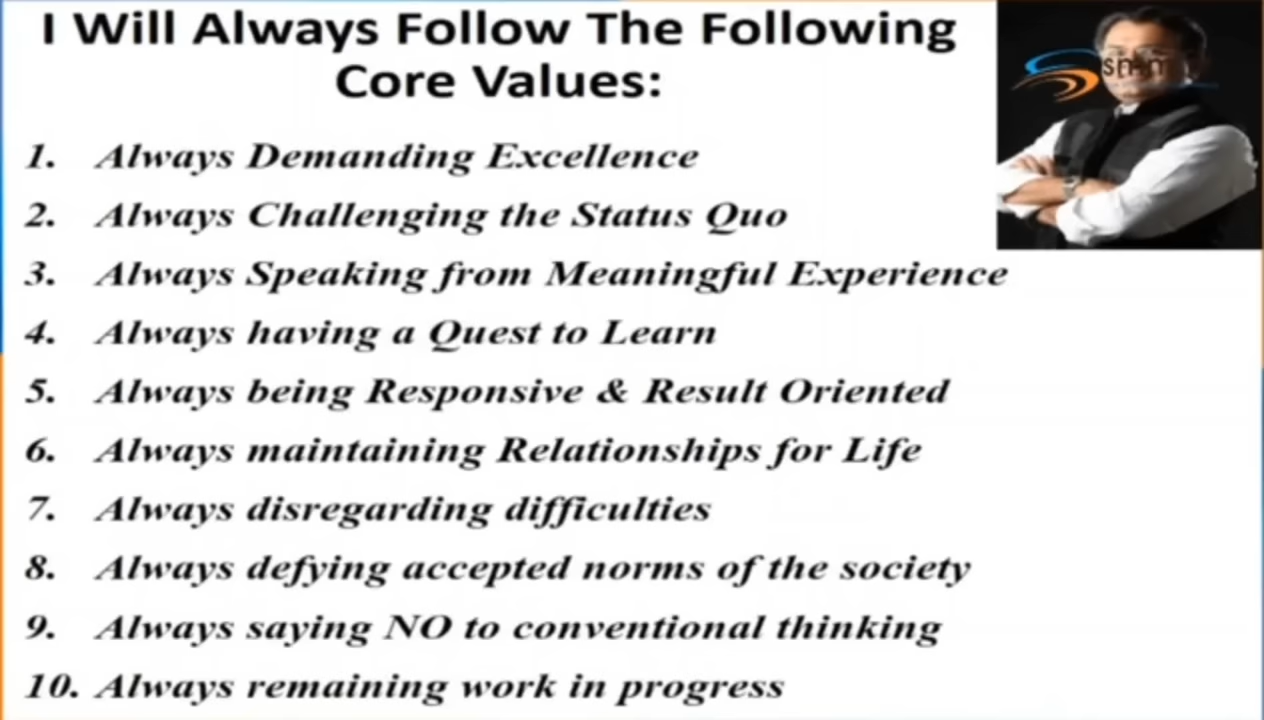 I Will Always Follow The Following
Core Values:
1. Always Demanding Excellence
2. Always Challenging the Status Quo
3. Always Speaking from Meaningful Experience
4. Always having a Quest to Learn
5. Always being Responsive & Result Oriented
6. Always maintaining Relationships for Life
7. Always disregarding difficulties
8. Always defying accepted norms of the society
9. Always saying NO to conventional thinking
10. Always remaining work in progress